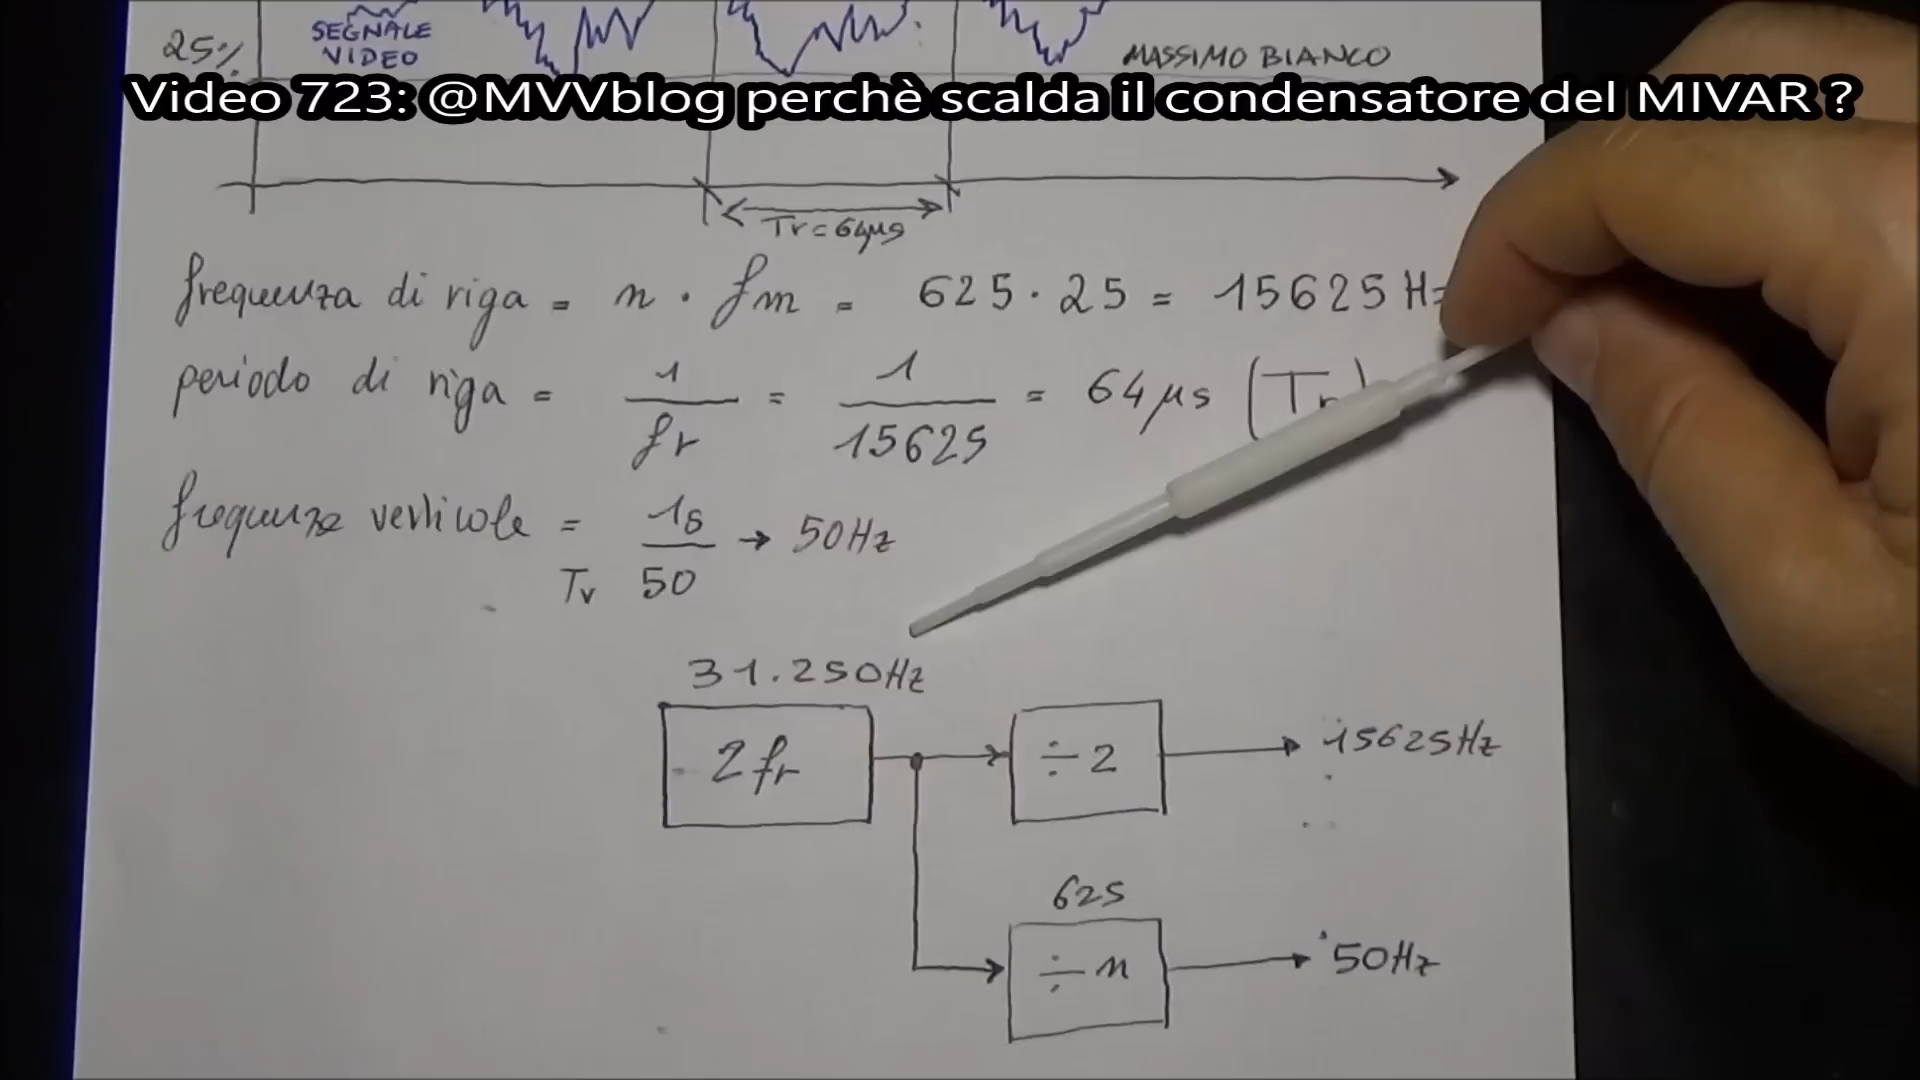 25%
SEGNALE
VIDEO
MASSIMO BIANCO
Video 723: @MVVblog perchè scalda il condensatore del MIVAR ?
Tr = 64µs
frequenza di riga = n · fm = 625 · 25 = 15625 Hz
periodo di riga = 1/fr = 1/15625 = 64µs (Tr)
frequenza verticale = 1s/50 → 50Hz
Tv
31.250Hz
2fr
÷2
15625Hz
625
÷n
50Hz